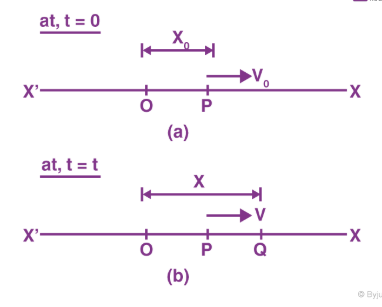 at, t = 0
X₀
V₀
X' X
O P
(a)
at, t = t
X
V
X' X
O P Q
(b)
© Byju